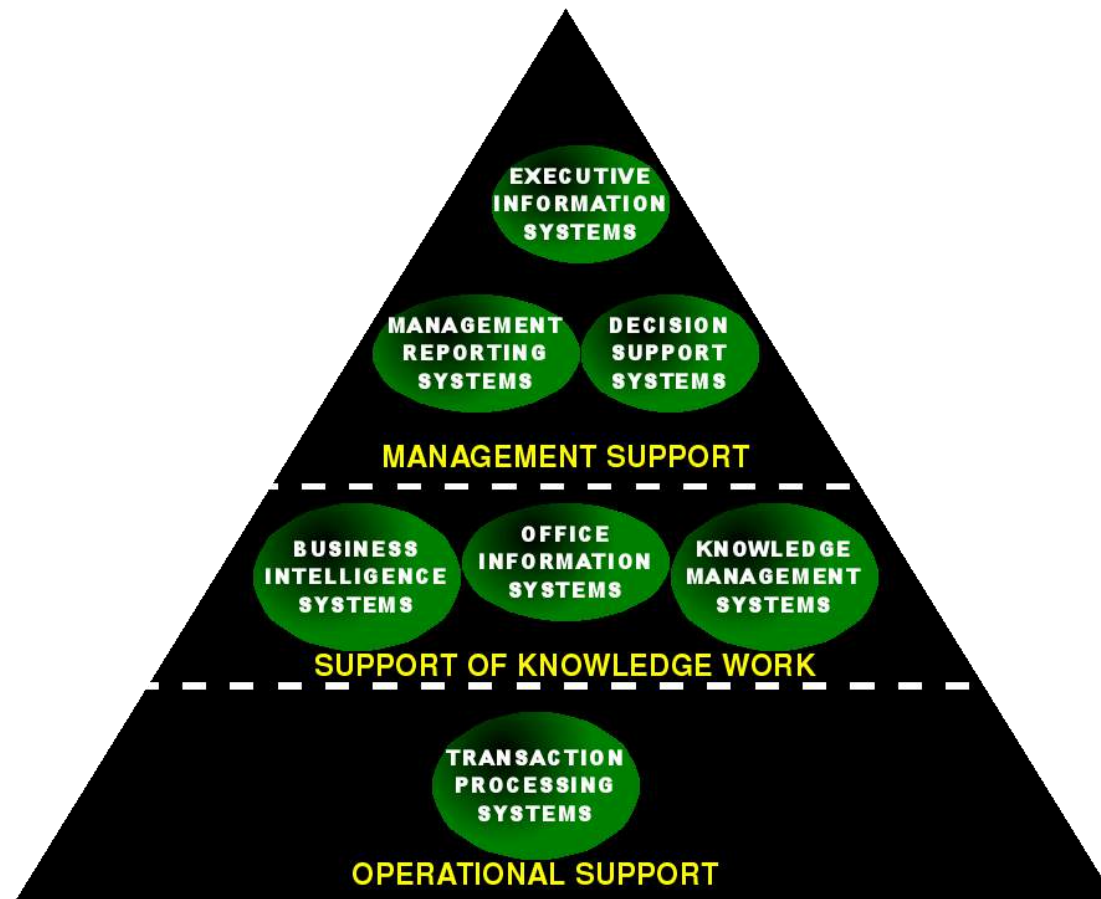 EXECUTIVE
INFORMATION
SYSTEMS
MANAGEMENT
REPORTING
SYSTEMS
DECISION
SUPPORT
SYSTEMS
MANAGEMENT SUPPORT
BUSINESS
INTELLIGENCE
SYSTEMS
OFFICE
INFORMATION
SYSTEMS
KNOWLEDGE
MANAGEMENT
SYSTEMS
SUPPORT OF KNOWLEDGE WORK
TRANSACTION
PROCESSING
SYSTEMS
OPERATIONAL SUPPORT